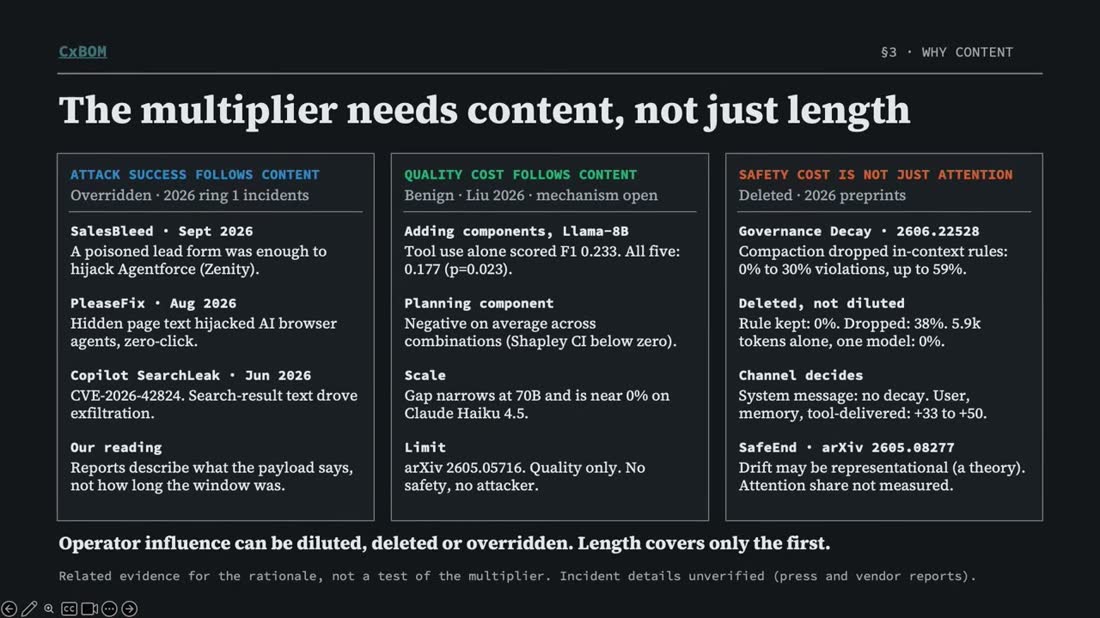 CxBOM
§3 · WHY CONTENT
The multiplier needs content, not just length
ATTACK SUCCESS FOLLOWS CONTENT
Overridden · 2026 ring 1 incidents
SalesBleed · Sept 2026
A poisoned lead form was enough to
hijack Agentforce (Zenity).
PleaseFix · Aug 2026
Hidden page text hijacked AI browser
agents, zero-click.
Copilot SearchLeak · Jun 2026
CVE-2026-42824. Search-result text drove
exfiltration.
Our reading
Reports describe what the payload says,
not how long the window was.
QUALITY COST FOLLOWS CONTENT
Benign · Liu 2026 · mechanism open
Adding components, Llama-8B
Tool use alone scored F1 0.233. All five:
0.177 (p=0.023).
Planning component
Negative on average across
combinations (Shapley CI below zero).
Scale
Gap narrows at 70B and is near 0% on
Claude Haiku 4.5.
Limit
arXiv 2605.05716. Quality only. No
safety, no attacker.
SAFETY COST IS NOT JUST ATTENTION
Deleted · 2026 preprints
Governance Decay · 2606.22528
Compaction dropped in-context rules:
0% to 30% violations, up to 59%.
Deleted, not diluted
Rule kept: 0%. Dropped: 38%. 5.9k
tokens alone, one model: 0%.
Channel decides
System message: no decay. User,
memory, tool-delivered: +33 to +50.
SafeEnd · arXiv 2605.08277
Drift may be representational (a theory).
Attention share not measured.
Operator influence can be diluted, deleted or overridden. Length covers only the first.
Related evidence for the rationale, not a test of the multiplier. Incident details unverified (press and vendor reports).
CC